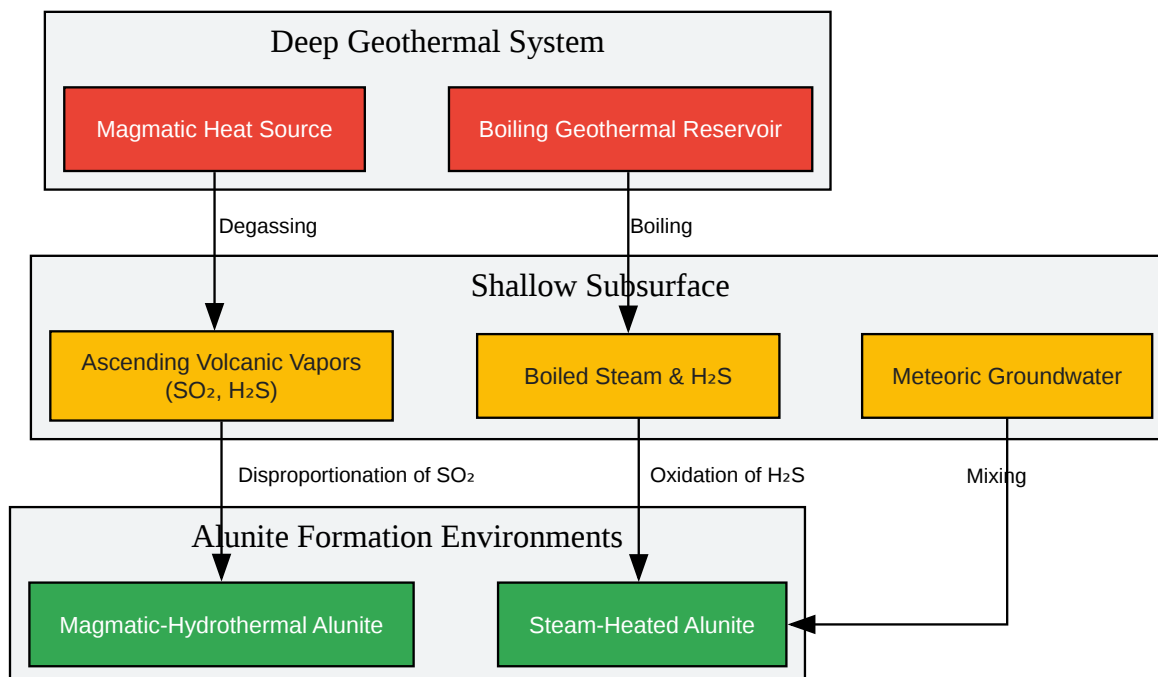 Deep Geothermal System
Magmatic Heat Source
Boiling Geothermal Reservoir
Degassing
Boiling
Shallow Subsurface
Ascending Volcanic Vapors
(SO₂, H₂S)
Boiled Steam & H₂S
Meteoric Groundwater
Disproportionation of SO₂
Oxidation of H₂S
Mixing
Alunite Formation Environments
Magmatic-Hydrothermal Alunite
Steam-Heated Alunite